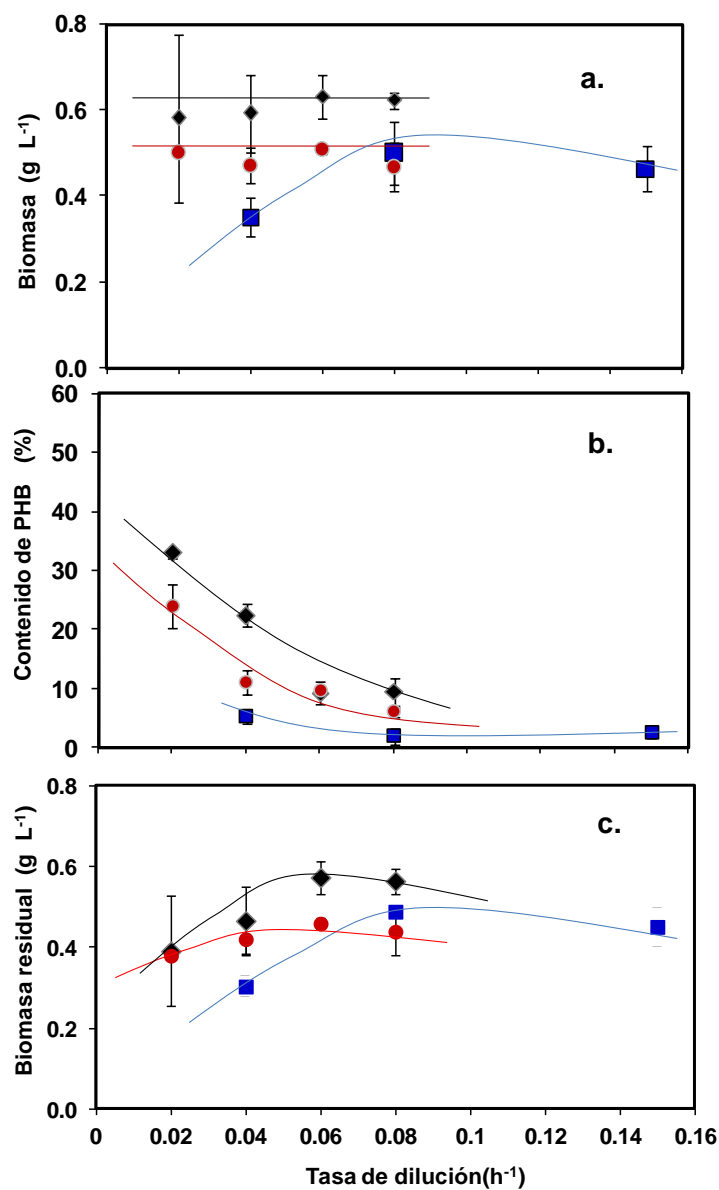 0.8
a.
0.6
0.4
0.2
0.0
Biomasa (g L-1)
60
b.
50
40
30
20
10
0
Contenido de PHB (%)
0.8
c.
0.6
0.4
0.2
0.0
Biomasa residual (g L-1)
0 0.02 0.04 0.06 0.08 0.1 0.12 0.14 0.16
Tasa de dilución(h-1)